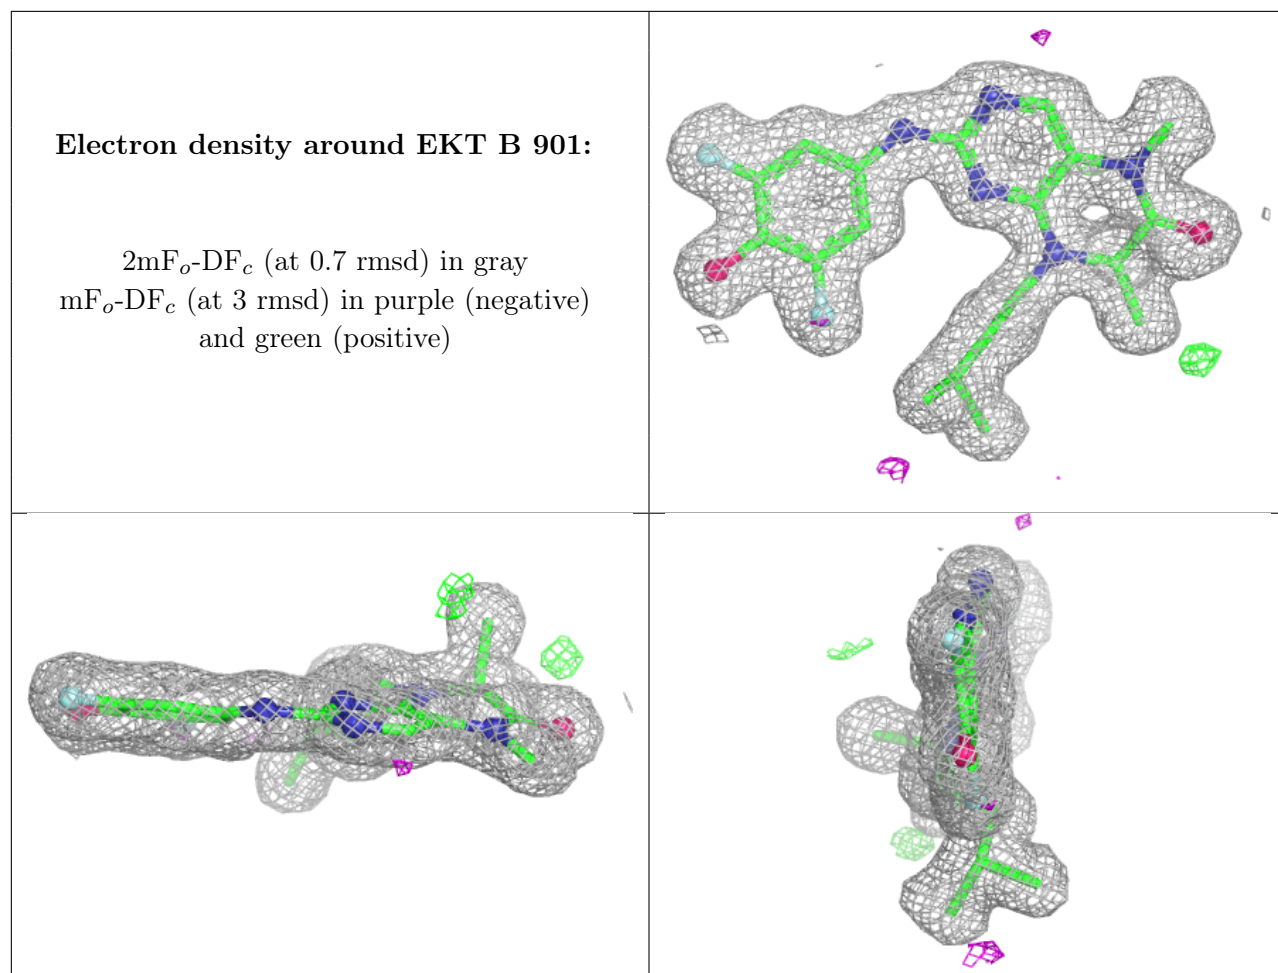 Electron density around EKT B 901:
2mFo-DFc (at 0.7 rmsd) in gray
mFo-DFc (at 3 rmsd) in purple (negative)
and green (positive)